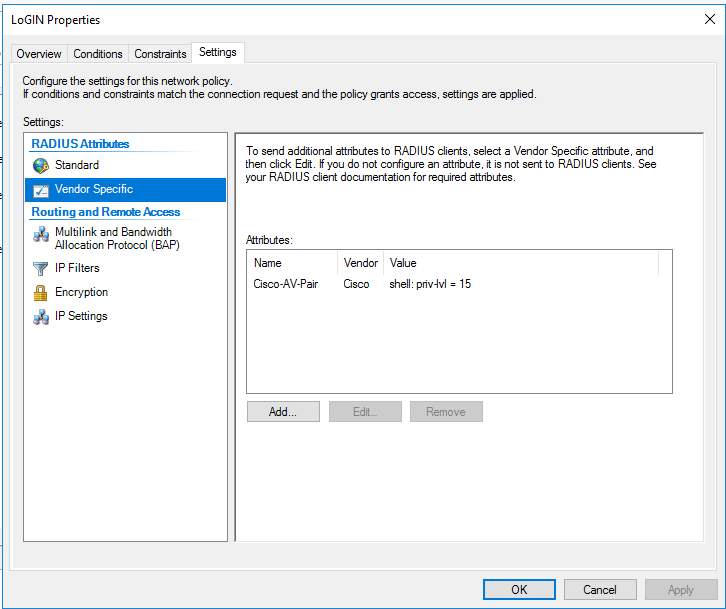 LoGIN Properties
Overview Conditions Constraints Settings
Configure the settings for this network policy.
If conditions and constraints match the connection request and the policy grants access, settings are applied.
Settings:
RADIUS Attributes
Standard
Vendor Specific
Routing and Remote Access
Multilink and Bandwidth
Allocation Protocol (BAP)
IP Filters
Encryption
IP Settings
To send additional attributes to RADIUS clients, select a Vendor Specific attribute, and
then click Edit. If you do not configure an attribute, it is not sent to RADIUS clients. See
your RADIUS client documentation for required attributes.
Attributes:
Name Vendor Value
Cisco-AV-Pair Cisco shell: priv-lvl = 15
Add... Edit... Remove
OK Cancel Apply